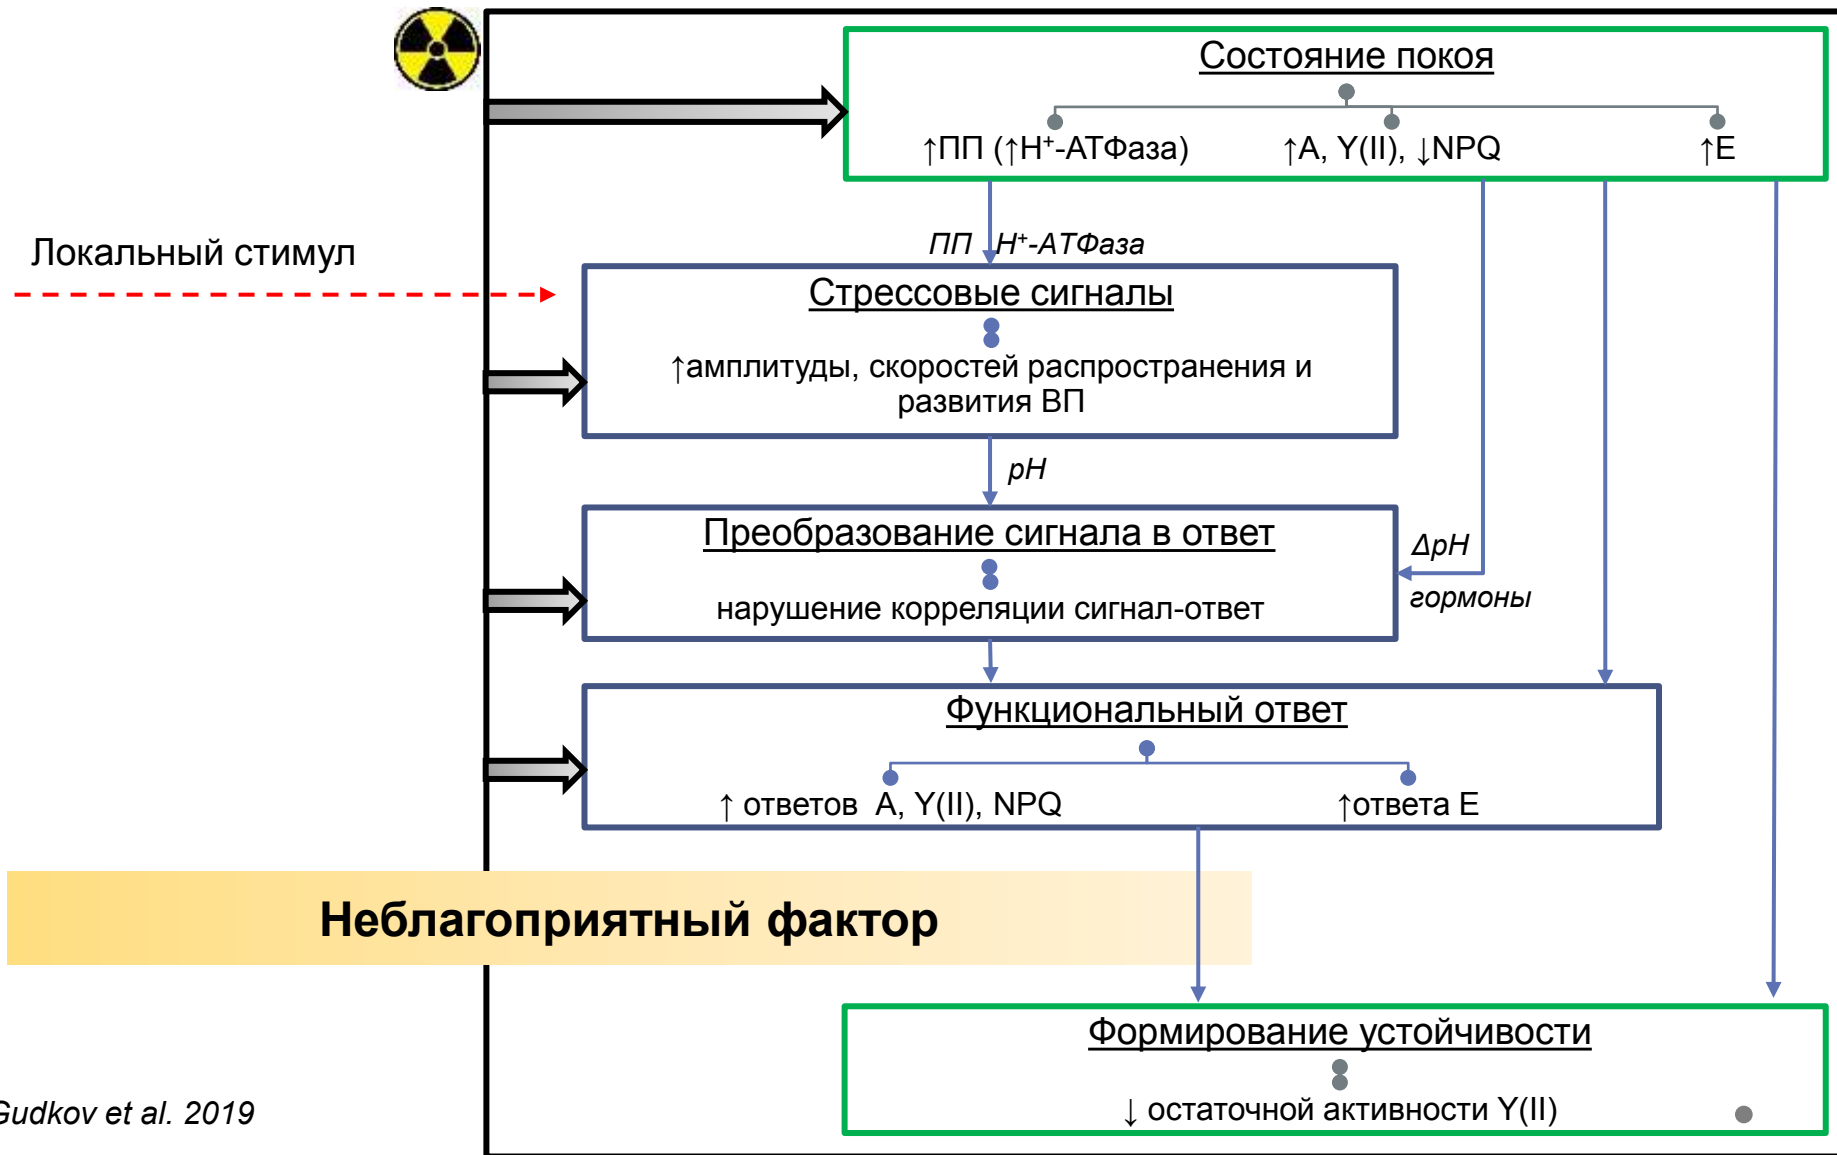 Состояние покоя
↑ПП (↑H⁺-АТФаза)
↑A, Y(II), ↓NPQ
↑E
ПП H⁺-АТФаза
Локальный стимул
Стрессовые сигналы
↑амплитуды, скоростей распространения и
развития ВП
pH
Преобразование сигнала в ответ
нарушение корреляции сигнал-ответ
ΔpH
гормоны
Функциональный ответ
↑ ответов A, Y(II), NPQ
↑ответа E
Неблагоприятный фактор
Формирование устойчивости
↓ остаточной активности Y(II)
Gudkov et al. 2019